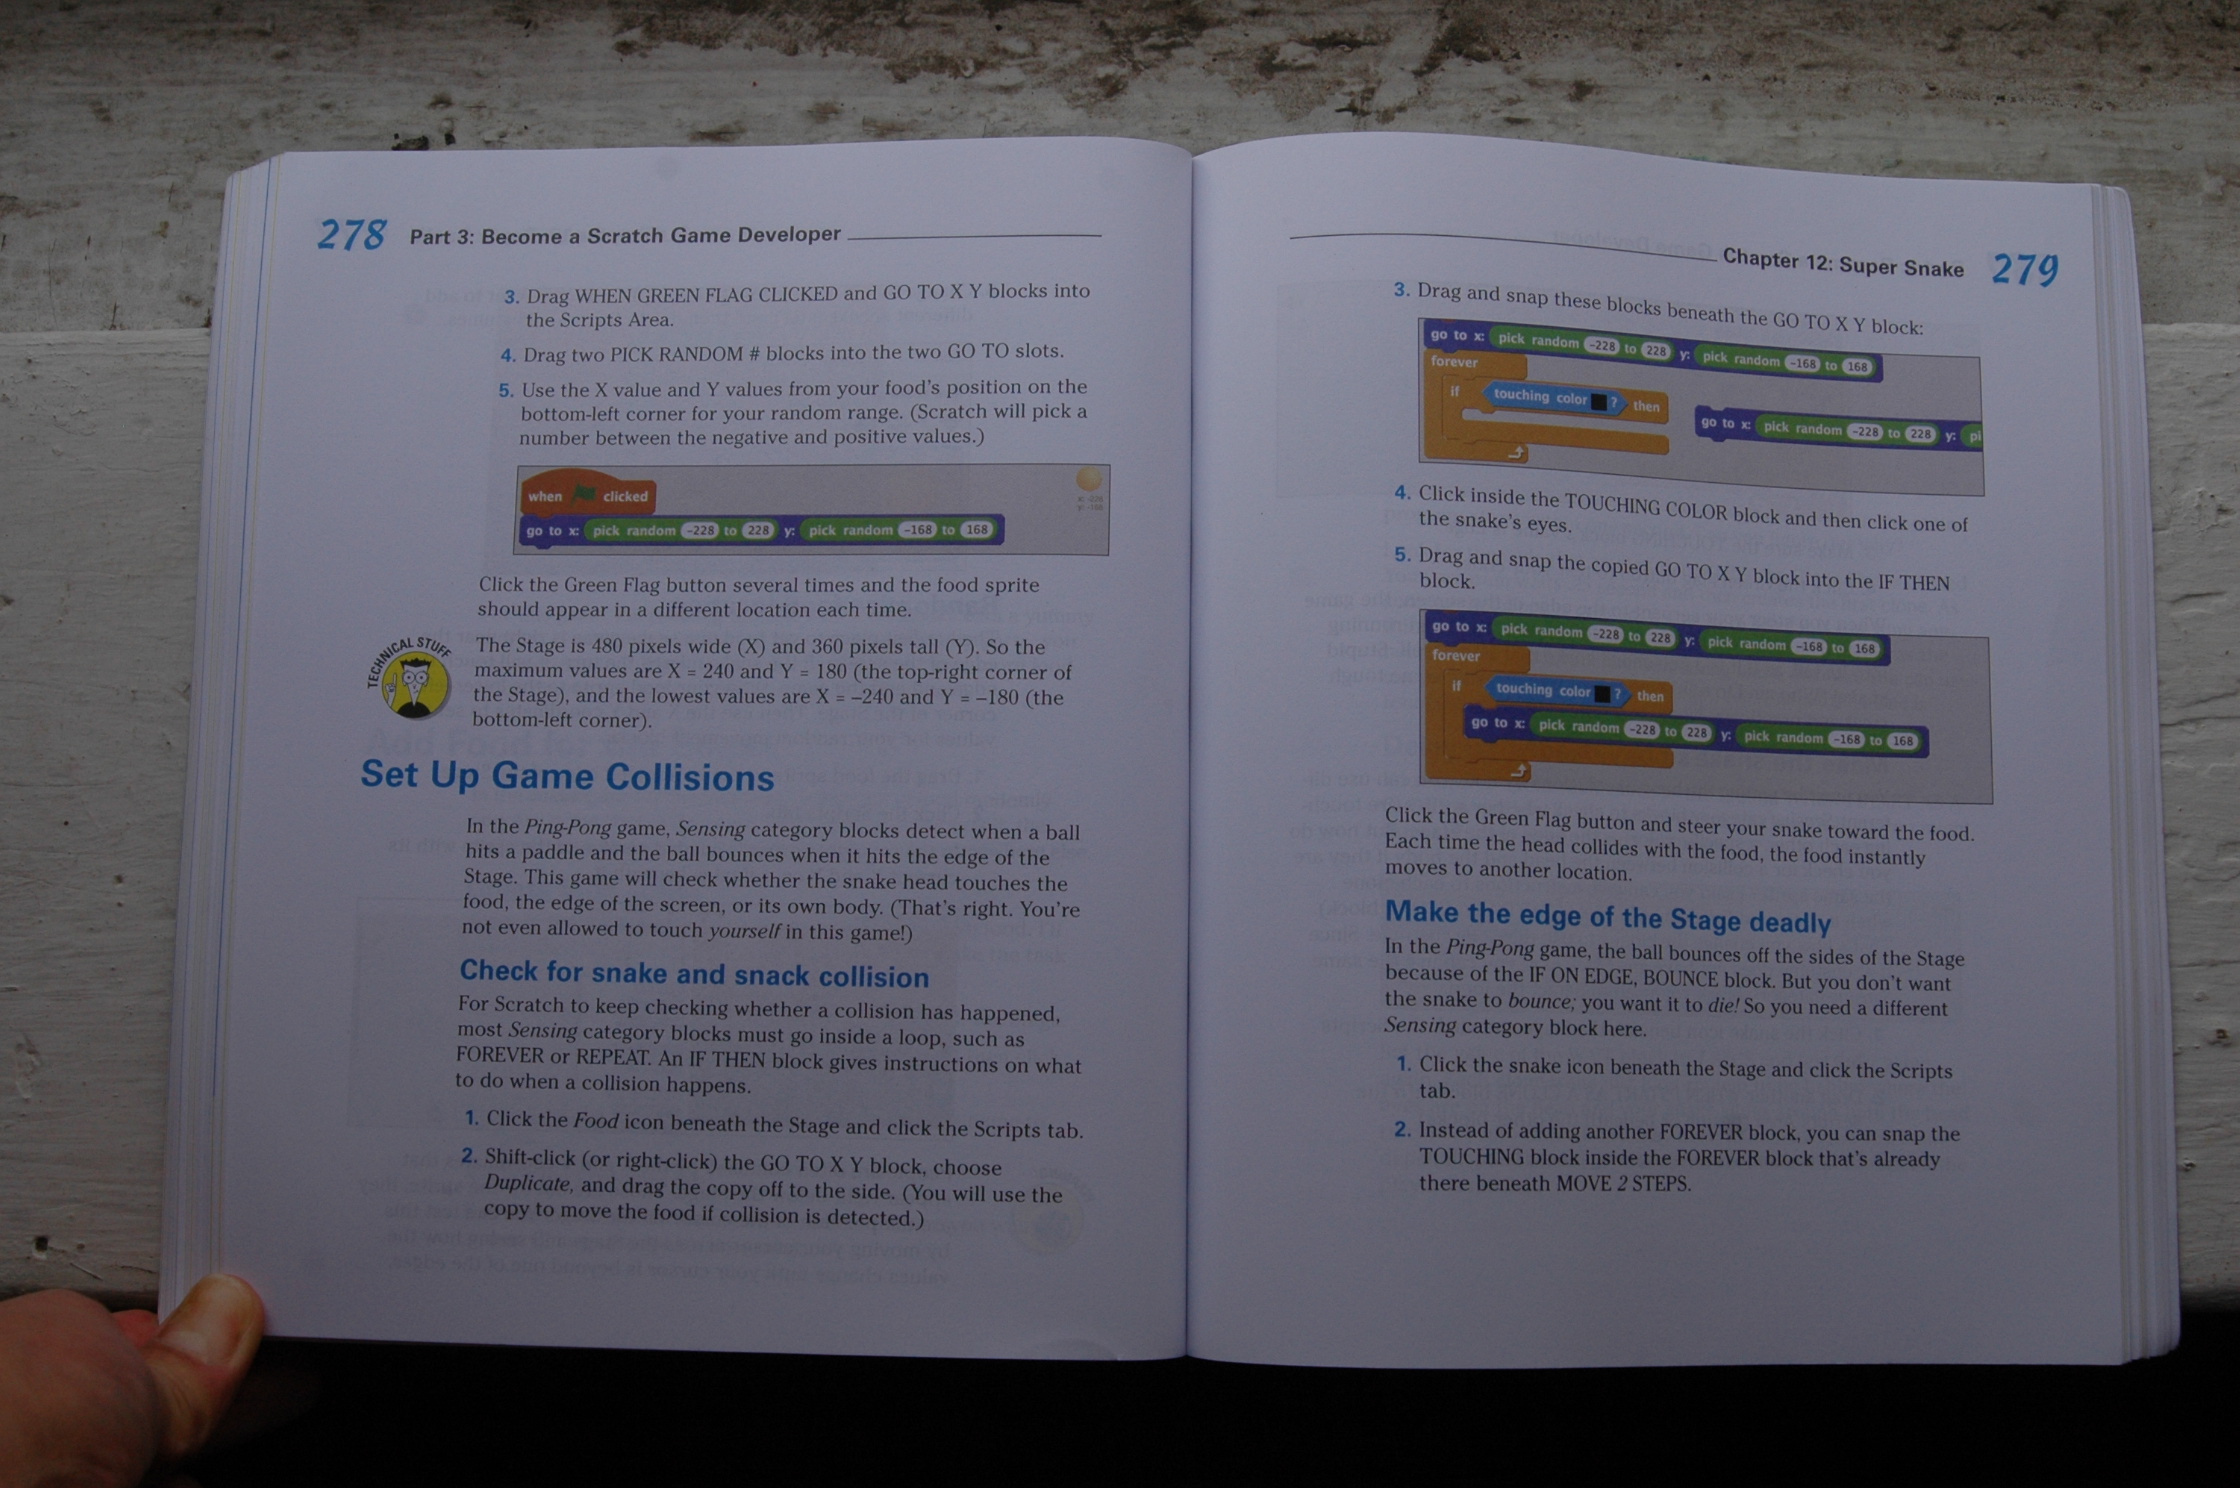 278 Part 3: Become a Scratch Game Developer
3. Drag WHEN GREEN FLAG CLICKED and GO TO X Y blocks into
the Scripts Area.
4. Drag two PICK RANDOM # blocks into the two GO TO slots.
5. Use the X value and Y values from your food's position on the
bottom-left corner for your random range. (Scratch will pick a
number between the negative and positive values.)
when clicked
go to x: pick random -228 to 228 y: pick random -168 to 168
x: -228
y: -168
Click the Green Flag button several times and the food sprite
should appear in a different location each time.
TECHNICAL STUFF
The Stage is 480 pixels wide (X) and 360 pixels tall (Y). So the
maximum values are X = 240 and Y = 180 (the top-right corner of
the Stage), and the lowest values are X = –240 and Y = –180 (the
bottom-left corner).
Set Up Game Collisions
In the Ping-Pong game, Sensing category blocks detect when a ball
hits a paddle and the ball bounces when it hits the edge of the
Stage. This game will check whether the snake head touches the
food, the edge of the screen, or its own body. (That's right. You're
not even allowed to touch yourself in this game!)
Check for snake and snack collision
For Scratch to keep checking whether a collision has happened,
most Sensing category blocks must go inside a loop, such as
FOREVER or REPEAT. An IF THEN block gives instructions on what
to do when a collision happens.
1. Click the Food icon beneath the Stage and click the Scripts tab.
2. Shift-click (or right-click) the GO TO X Y block, choose
Duplicate, and drag the copy off to the side. (You will use the
copy to move the food if collision is detected.)
Chapter 12: Super Snake 279
3. Drag and snap these blocks beneath the GO TO X Y block:
go to x: pick random -228 to 228 y: pick random -168 to 168
forever
if touching color ? then
go to x: pick random -228 to 228 y: pi
4. Click inside the TOUCHING COLOR block and then click one of
the snake's eyes.
5. Drag and snap the copied GO TO X Y block into the IF THEN
block.
go to x: pick random -228 to 228 y: pick random -168 to 168
forever
if touching color ? then
go to x: pick random -228 to 228 y: pick random -168 to 168
Click the Green Flag button and steer your snake toward the food.
Each time the head collides with the food, the food instantly
moves to another location.
Make the edge of the Stage deadly
In the Ping-Pong game, the ball bounces off the sides of the Stage
because of the IF ON EDGE, BOUNCE block. But you don't want
the snake to bounce; you want it to die! So you need a different
Sensing category block here.
1. Click the snake icon beneath the Stage and click the Scripts
tab.
2. Instead of adding another FOREVER block, you can snap the
TOUCHING block inside the FOREVER block that's already
there beneath MOVE 2 STEPS.